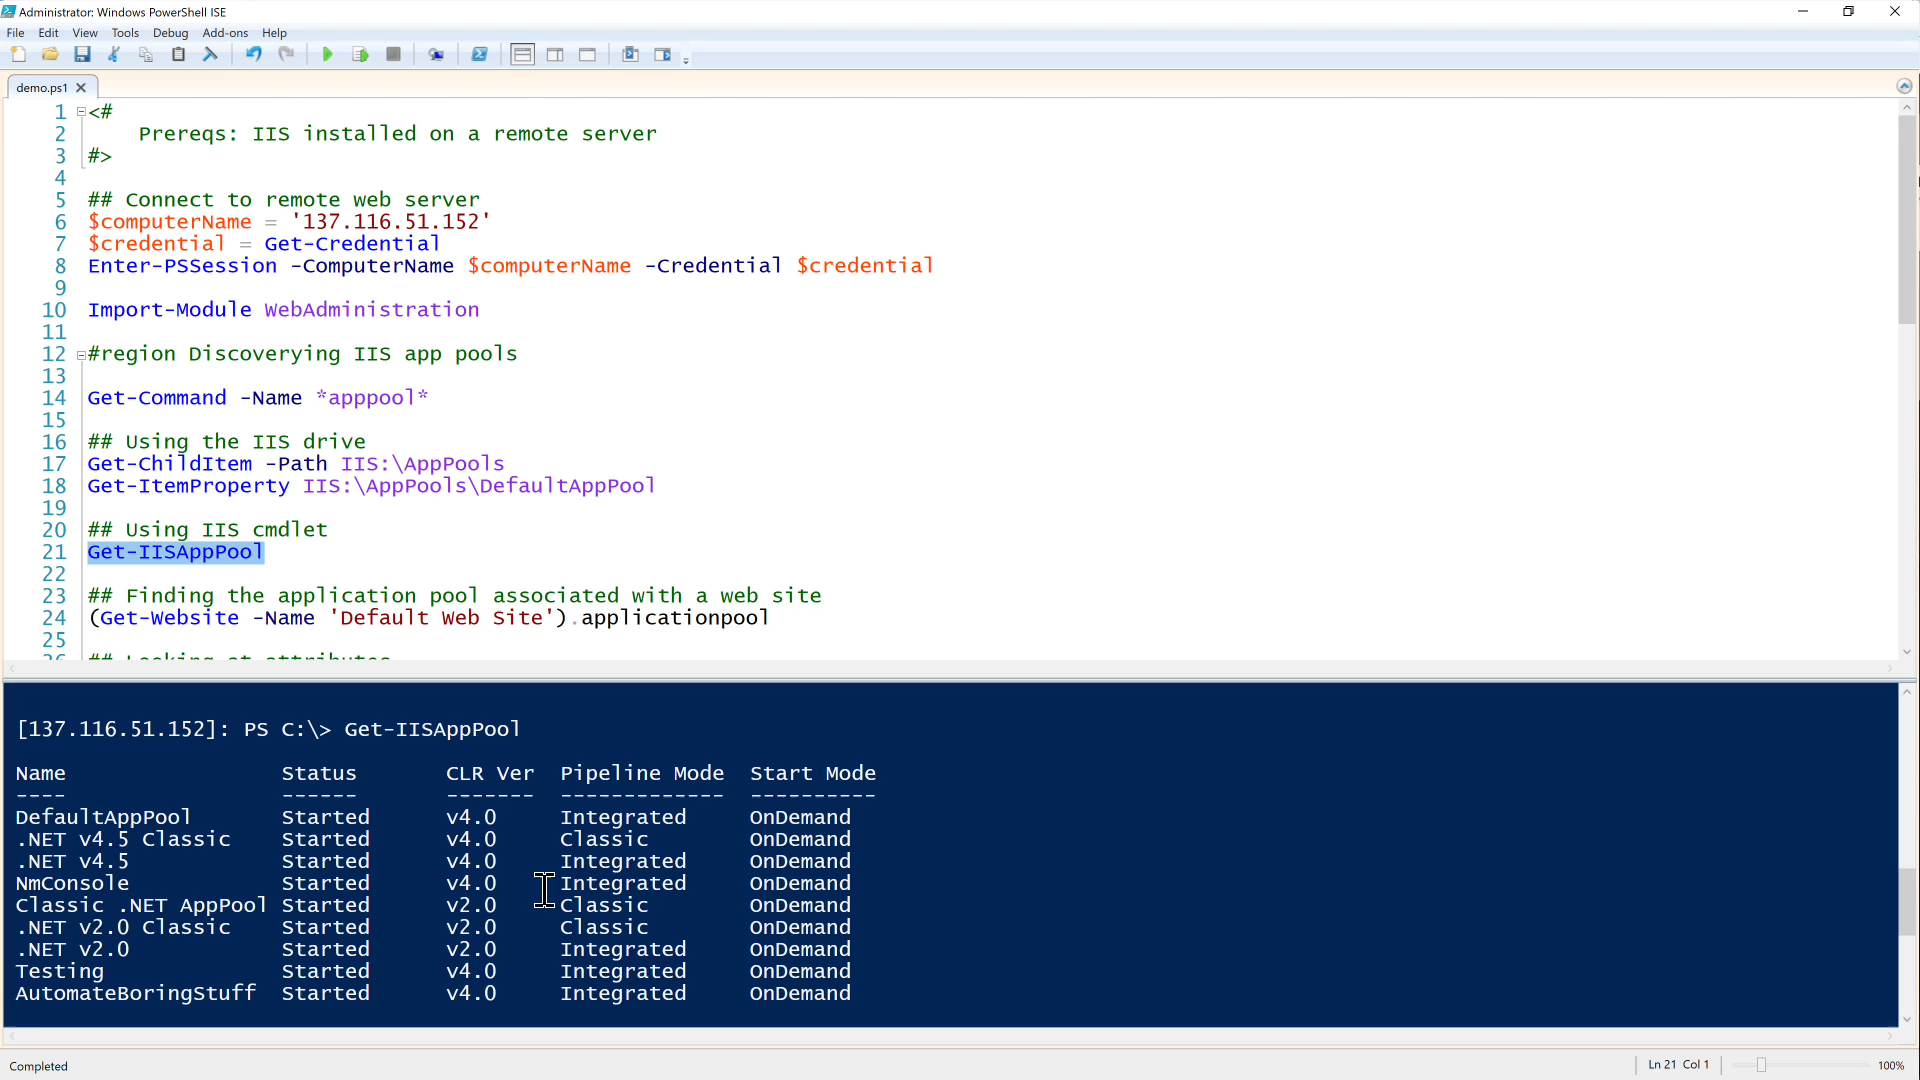 Administrator: Windows PowerShell ISE
File Edit View Tools Debug Add-ons Help
demo.ps1
1 <#
2     Prereqs: IIS installed on a remote server
3 #>
4
5 ## Connect to remote web server
6 $computerName = '137.116.51.152'
7 $credential = Get-Credential
8 Enter-PSSession -ComputerName $computerName -Credential $credential
9
10 Import-Module WebAdministration
11
12 #region Discoverying IIS app pools
13
14 Get-Command -Name *apppool*
15
16 ## Using the IIS drive
17 Get-ChildItem -Path IIS:\AppPools
18 Get-ItemProperty IIS:\AppPools\DefaultAppPool
19
20 ## Using IIS cmdlet
21 Get-IISAppPool
22
23 ## Finding the application pool associated with a web site
24 (Get-Website -Name 'Default Web Site').applicationpool
25
26 ## Looking at attributes
[137.116.51.152]: PS C:\> Get-IISAppPool
Name Status CLR Ver Pipeline Mode Start Mode
---- ------ ------- ------------- ----------
DefaultAppPool Started v4.0 Integrated OnDemand
.NET v4.5 Classic Started v4.0 Classic OnDemand
.NET v4.5 Started v4.0 Integrated OnDemand
NmConsole Started v4.0 Integrated OnDemand
Classic .NET AppPool Started v2.0 Classic OnDemand
.NET v2.0 Classic Started v2.0 Classic OnDemand
.NET v2.0 Started v2.0 Integrated OnDemand
Testing Started v4.0 Integrated OnDemand
AutomateBoringStuff Started v4.0 Integrated OnDemand
Completed Ln 21 Col 1 100%